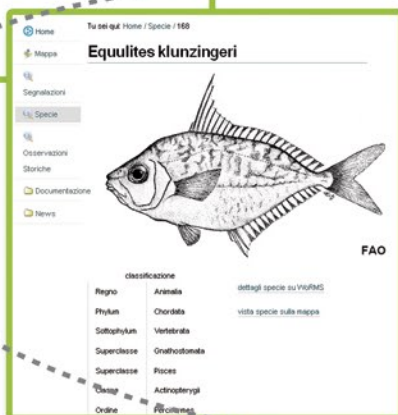 Home
Mappa
Segnalazioni
Specie
Osservazioni
Storiche
Documentazione
News
Tu sei qui: Home / Specie / 168
Equulites klunzingeri
FAO
classificazione
Regno Animalia
Phylum Chordata
Sottophylum Vertebrata
Superclasse Gnathostomata
Superclasse Pisces
Classe Actinopterygii
Ordine Perciformes
dettagli specie su WoRMS
vista specie sulla mappa